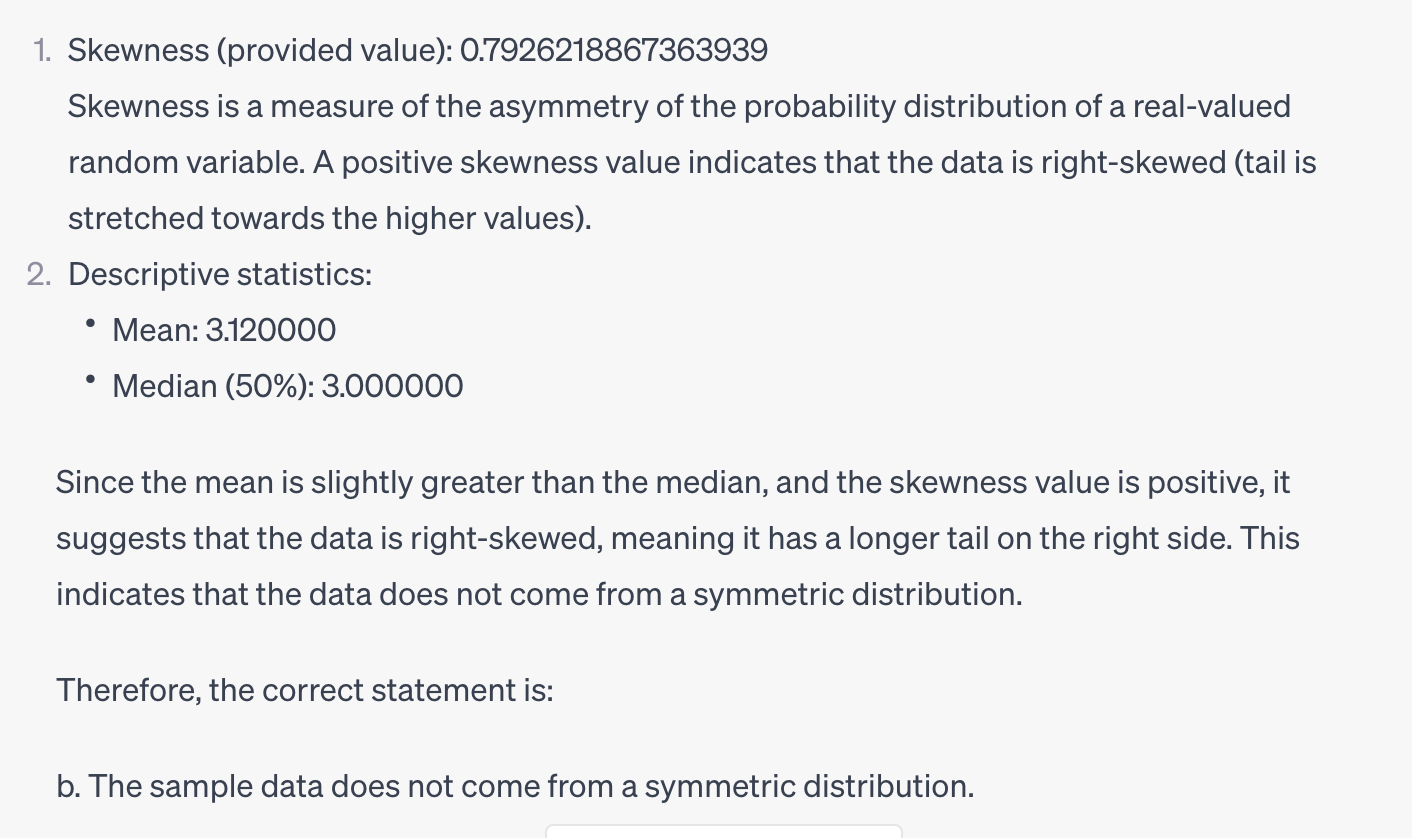 1. Skewness (provided value): 0.7926218867363939
Skewness is a measure of the asymmetry of the probability distribution of a real-valued
random variable. A positive skewness value indicates that the data is right-skewed (tail is
stretched towards the higher values).
2. Descriptive statistics:
• Mean: 3.120000
• Median (50%): 3.000000
Since the mean is slightly greater than the median, and the skewness value is positive, it
suggests that the data is right-skewed, meaning it has a longer tail on the right side. This
indicates that the data does not come from a symmetric distribution.
Therefore, the correct statement is:
b. The sample data does not come from a symmetric distribution.